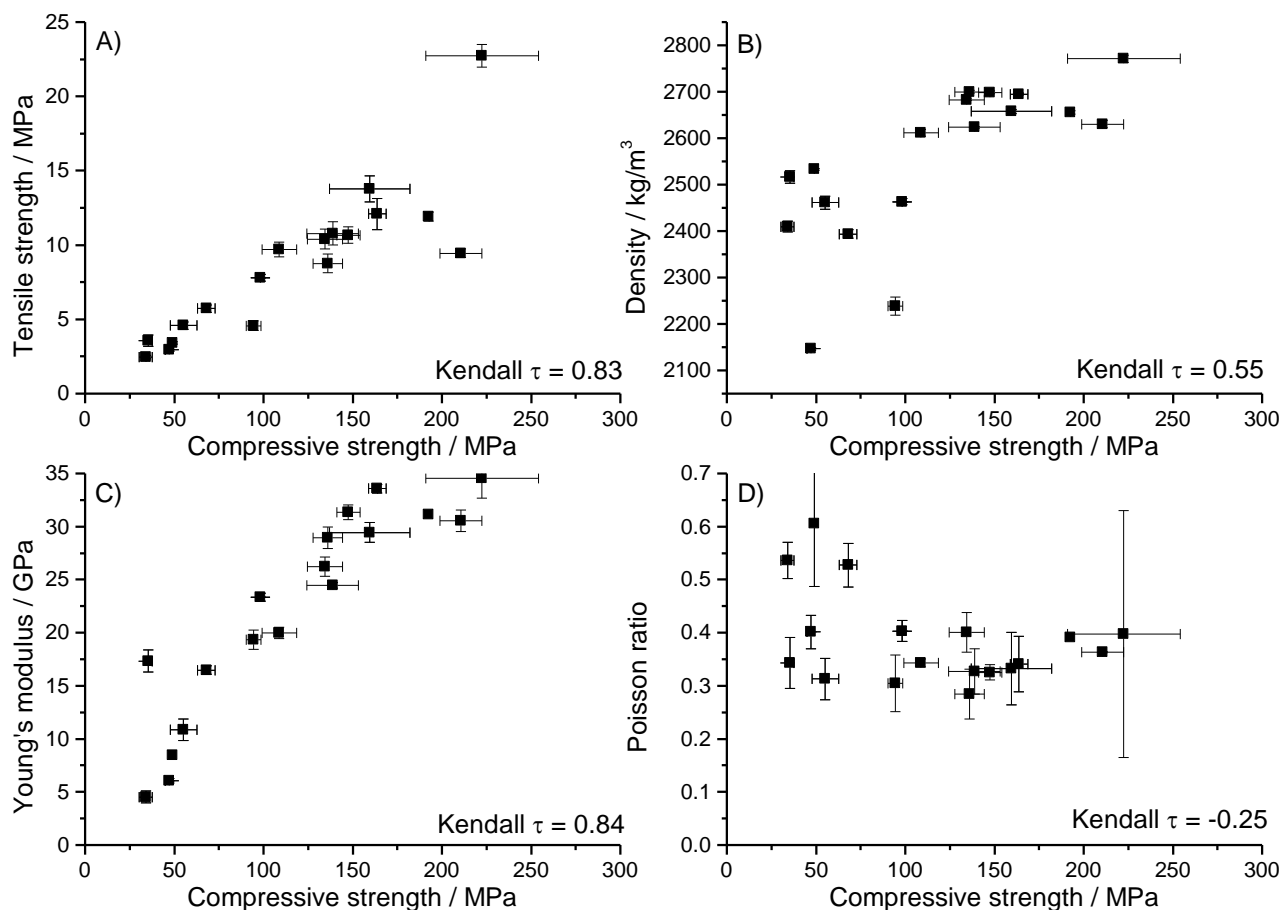 A)
25
20
15
10
5
0
Tensile strength / MPa
Kendall τ = 0.83
0 50 100 150 200 250 300
Compressive strength / MPa
B)
2800
2700
2600
2500
2400
2300
2200
2100
Density / kg/m³
Kendall τ = 0.55
0 50 100 150 200 250 300
Compressive strength / MPa
C)
35
30
25
20
15
10
5
0
Young's modulus / GPa
Kendall τ = 0.84
0 50 100 150 200 250 300
Compressive strength / MPa
D)
0.7
0.6
0.5
0.4
0.3
0.2
0.1
0.0
Poisson ratio
Kendall τ = -0.25
0 50 100 150 200 250 300
Compressive strength / MPa